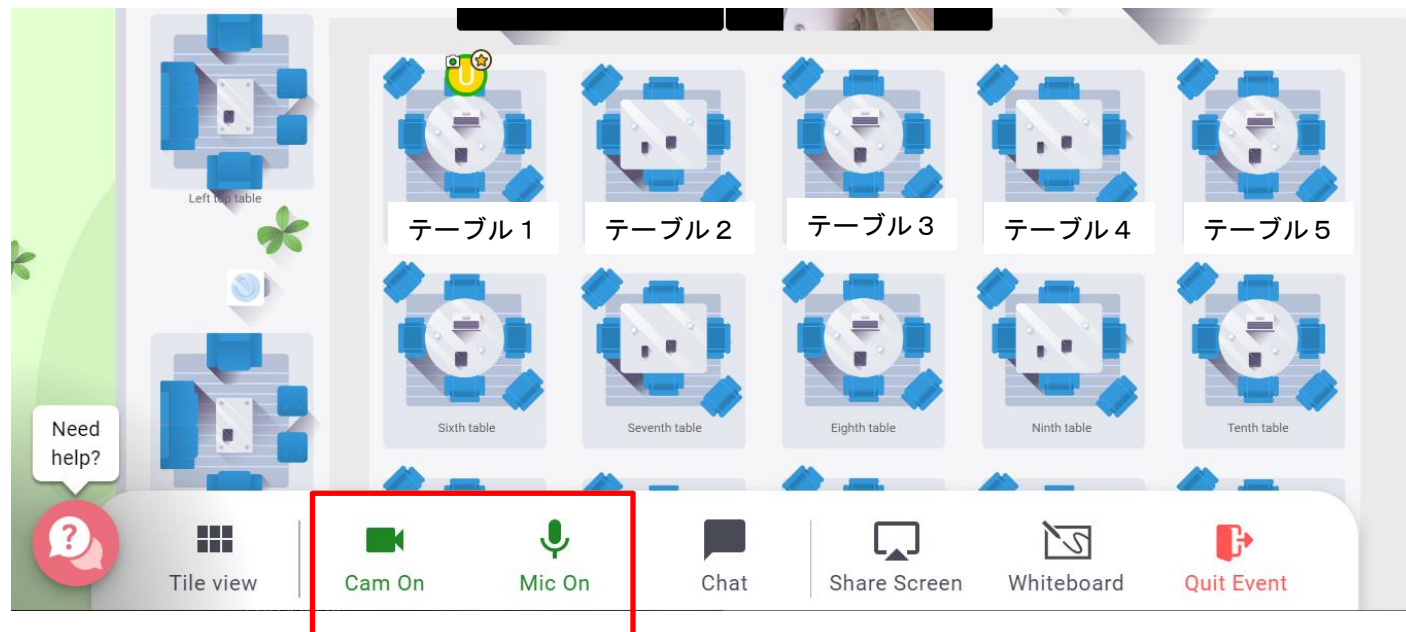 U
Left top table
テーブル１
テーブル２
テーブル３
テーブル４
テーブル５
Sixth table
Seventh table
Eighth table
Ninth table
Tenth table
Need
help?
?
Tile view
Cam On
Mic On
Chat
Share Screen
Whiteboard
Quit Event